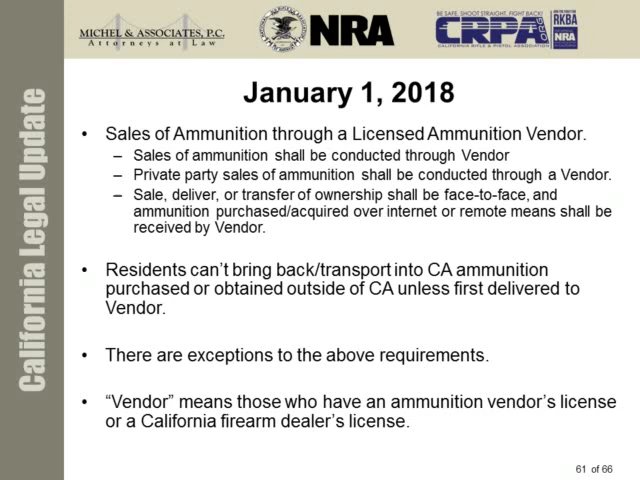 MICHEL & ASSOCIATES, P.C.
Attorneys at Law
NRA
BE SAFE. SHOOT STRAIGHT. FIGHT BACK!
CRPA.ORG
CALIFORNIA RIFLE & PISTOL ASSOCIATION
RKBA
NRA
California Legal Update
January 1, 2018
• Sales of Ammunition through a Licensed Ammunition Vendor.
– Sales of ammunition shall be conducted through Vendor
– Private party sales of ammunition shall be conducted through a Vendor.
– Sale, deliver, or transfer of ownership shall be face-to-face, and
ammunition purchased/acquired over internet or remote means shall be
received by Vendor.
• Residents can't bring back/transport into CA ammunition
purchased or obtained outside of CA unless first delivered to
Vendor.
• There are exceptions to the above requirements.
• “Vendor” means those who have an ammunition vendor's license
or a California firearm dealer's license.
61 of 66